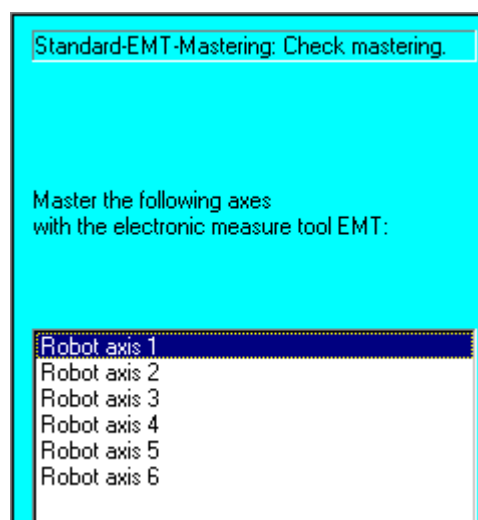 Standard-EMT-Mastering: Check mastering.
Master the following axes
with the electronic measure tool EMT:
Robot axis 1
Robot axis 2
Robot axis 3
Robot axis 4
Robot axis 5
Robot axis 6